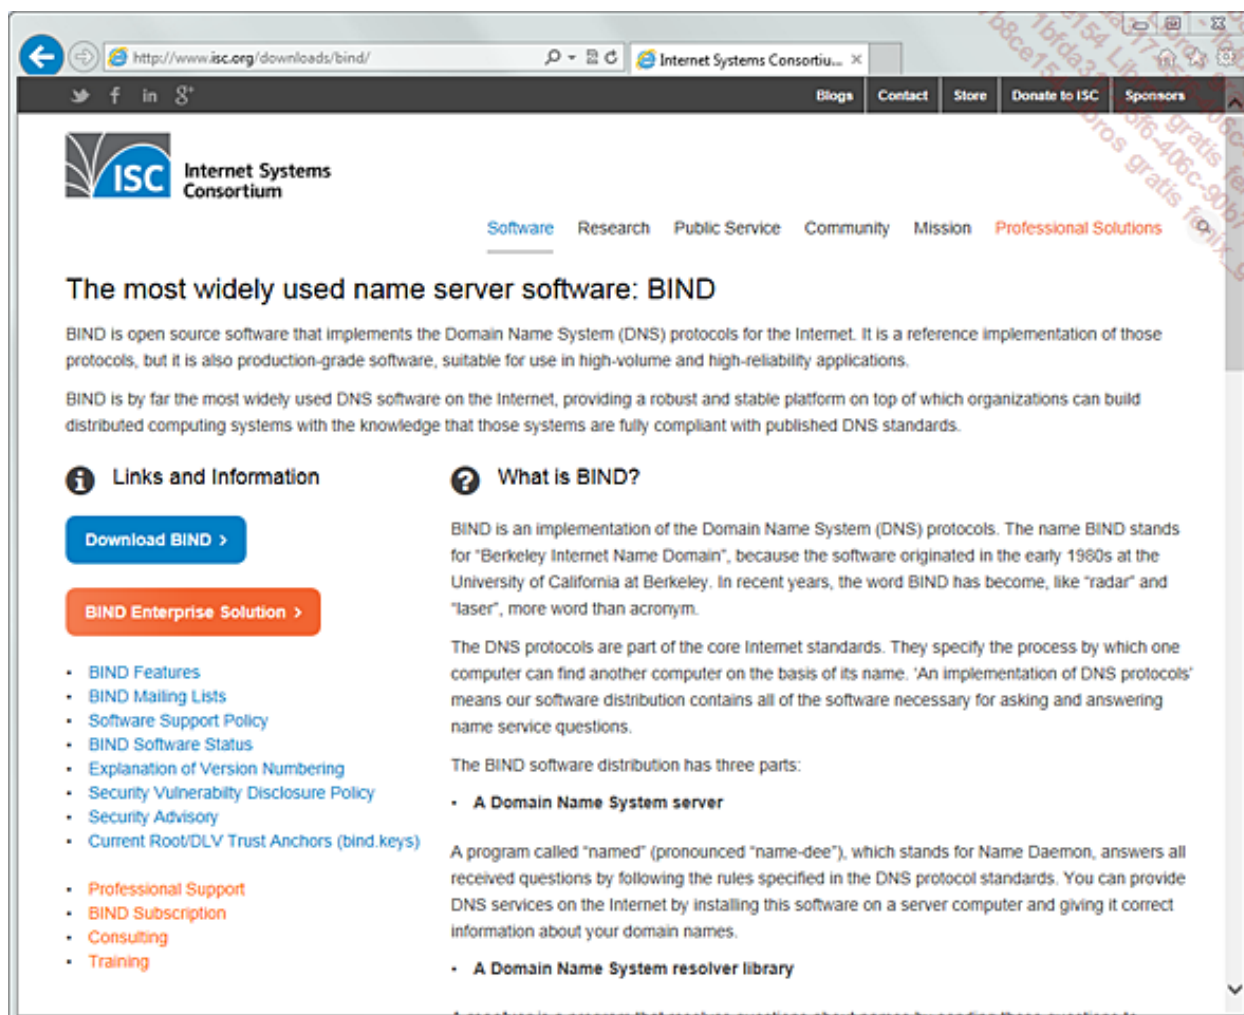 http://www.isc.org/downloads/bind/
Internet Systems Consortiu...
Blogs Contact Store Donate to ISC Sponsors
ISC Internet Systems
Consortium
Software Research Public Service Community Mission Professional Solutions
The most widely used name server software: BIND
BIND is open source software that implements the Domain Name System (DNS) protocols for the Internet. It is a reference implementation of those
protocols, but it is also production-grade software, suitable for use in high-volume and high-reliability applications.
BIND is by far the most widely used DNS software on the Internet, providing a robust and stable platform on top of which organizations can build
distributed computing systems with the knowledge that those systems are fully compliant with published DNS standards.
Links and Information
Download BIND >
BIND Enterprise Solution >
• BIND Features
• BIND Mailing Lists
• Software Support Policy
• BIND Software Status
• Explanation of Version Numbering
• Security Vulnerabilty Disclosure Policy
• Security Advisory
• Current Root/DLV Trust Anchors (bind.keys)
• Professional Support
• BIND Subscription
• Consulting
• Training
What is BIND?
BIND is an implementation of the Domain Name System (DNS) protocols. The name BIND stands
for "Berkeley Internet Name Domain", because the software originated in the early 1980s at the
University of California at Berkeley. In recent years, the word BIND has become, like "radar" and
"laser", more word than acronym.
The DNS protocols are part of the core Internet standards. They specify the process by which one
computer can find another computer on the basis of its name. 'An implementation of DNS protocols'
means our software distribution contains all of the software necessary for asking and answering
name service questions.
The BIND software distribution has three parts:
• A Domain Name System server
A program called "named" (pronounced "name-dee"), which stands for Name Daemon, answers all
received questions by following the rules specified in the DNS protocol standards. You can provide
DNS services on the Internet by installing this software on a server computer and giving it correct
information about your domain names.
• A Domain Name System resolver library